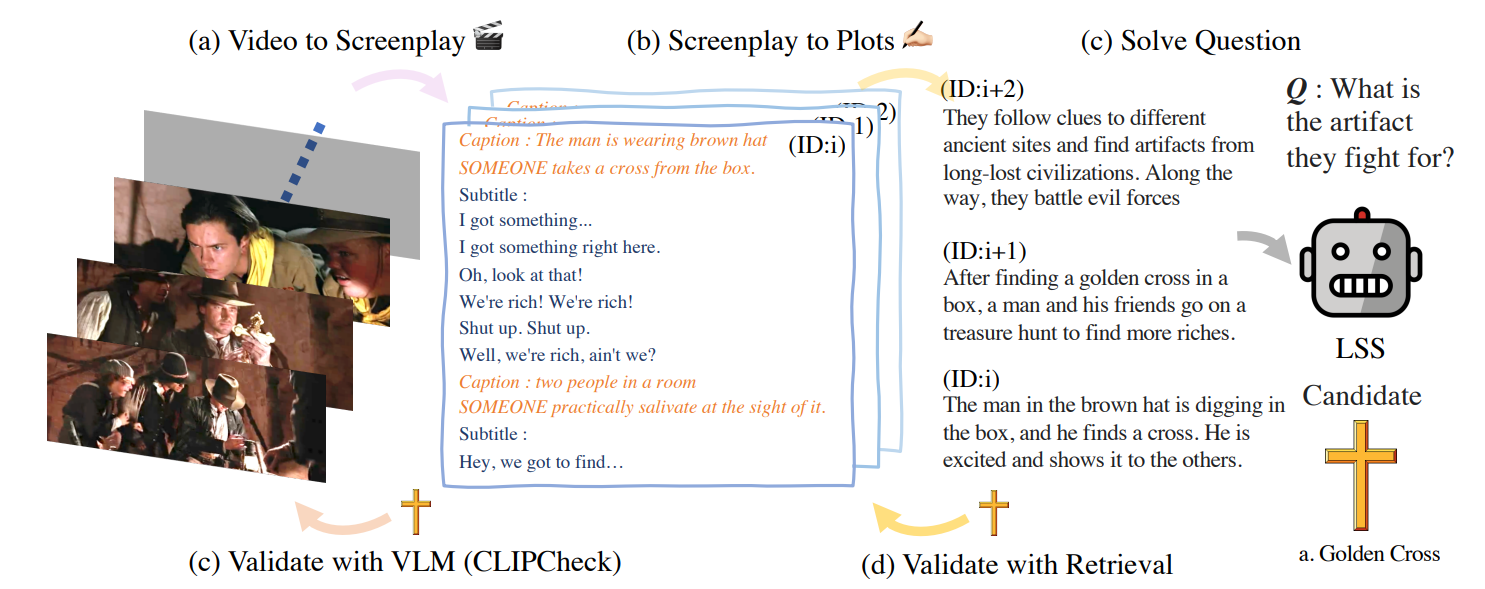 (a) Video to Screenplay
(b) Screenplay to Plots
(c) Solve Question
Caption :
2)
Caption :
1)
(ID:i)
Caption : The man is wearing brown hat
SOMEONE takes a cross from the box.
Subtitle :
I got something...
I got something right here.
Oh, look at that!
We're rich! We're rich!
Shut up. Shut up.
Well, we're rich, ain't we?
Caption : two people in a room
SOMEONE practically salivate at the sight of it.
Subtitle :
Hey, we got to find…
(ID:i+2)
They follow clues to different
ancient sites and find artifacts from
long-lost civilizations. Along the
way, they battle evil forces
(ID:i+1)
After finding a golden cross in a
box, a man and his friends go on a
treasure hunt to find more riches.
(ID:i)
The man in the brown hat is digging in
the box, and he finds a cross. He is
excited and shows it to the others.
Q : What is
the artifact
they fight for?
LSS
Candidate
a. Golden Cross
(c) Validate with VLM (CLIPCheck)
(d) Validate with Retrieval